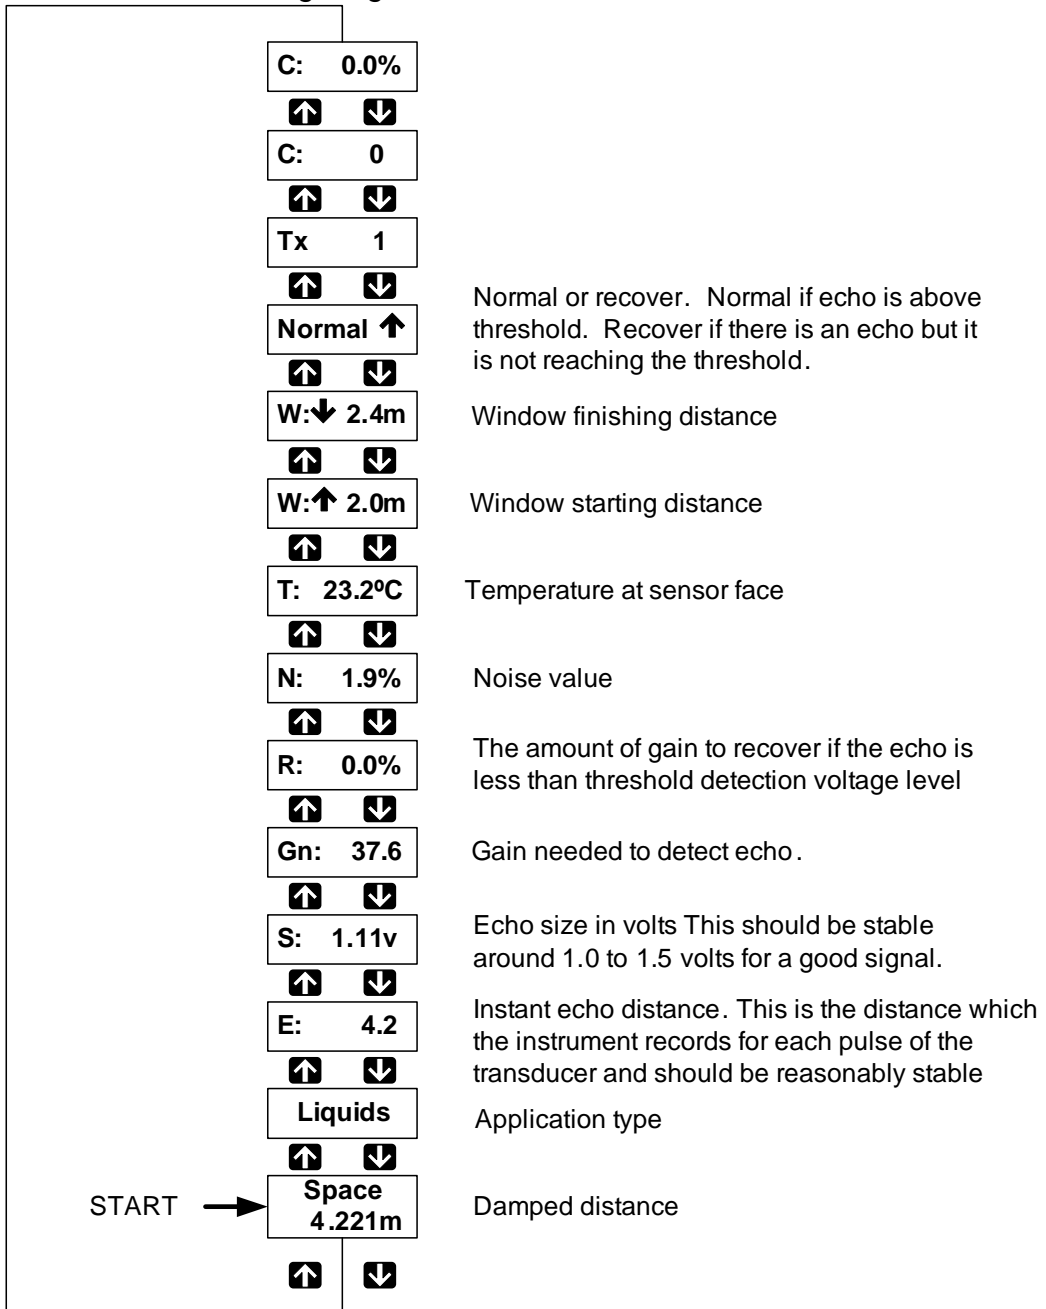 C: 0.0%
C: 0
Tx 1
Normal ↑
Normal or recover. Normal if echo is above
threshold. Recover if there is an echo but it
is not reaching the threshold.
W:↓ 2.4m
Window finishing distance
W:↑ 2.0m
Window starting distance
T: 23.2ºC
Temperature at sensor face
N: 1.9%
Noise value
R: 0.0%
The amount of gain to recover if the echo is
less than threshold detection voltage level
Gn: 37.6
Gain needed to detect echo.
S: 1.11v
Echo size in volts This should be stable
around 1.0 to 1.5 volts for a good signal.
E: 4.2
Instant echo distance. This is the distance which
the instrument records for each pulse of the
transducer and should be reasonably stable
Liquids
Application type
START
Space
4.221m
Damped distance